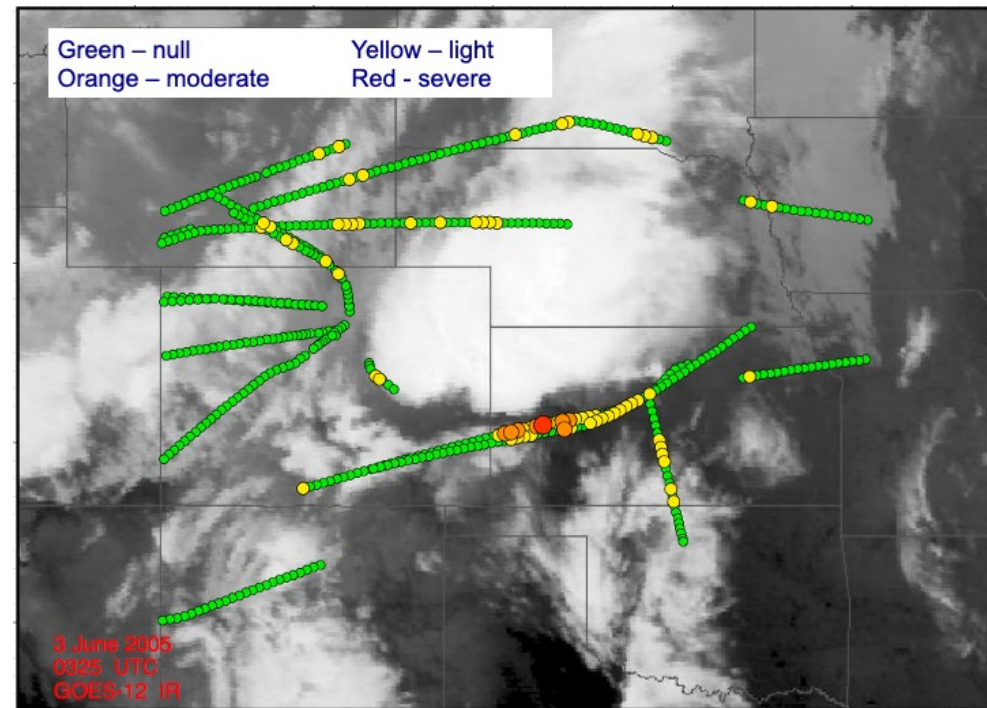 Green – null Yellow – light
Orange – moderate Red - severe
3 June 2005
0325 UTC
GOES-12 IR